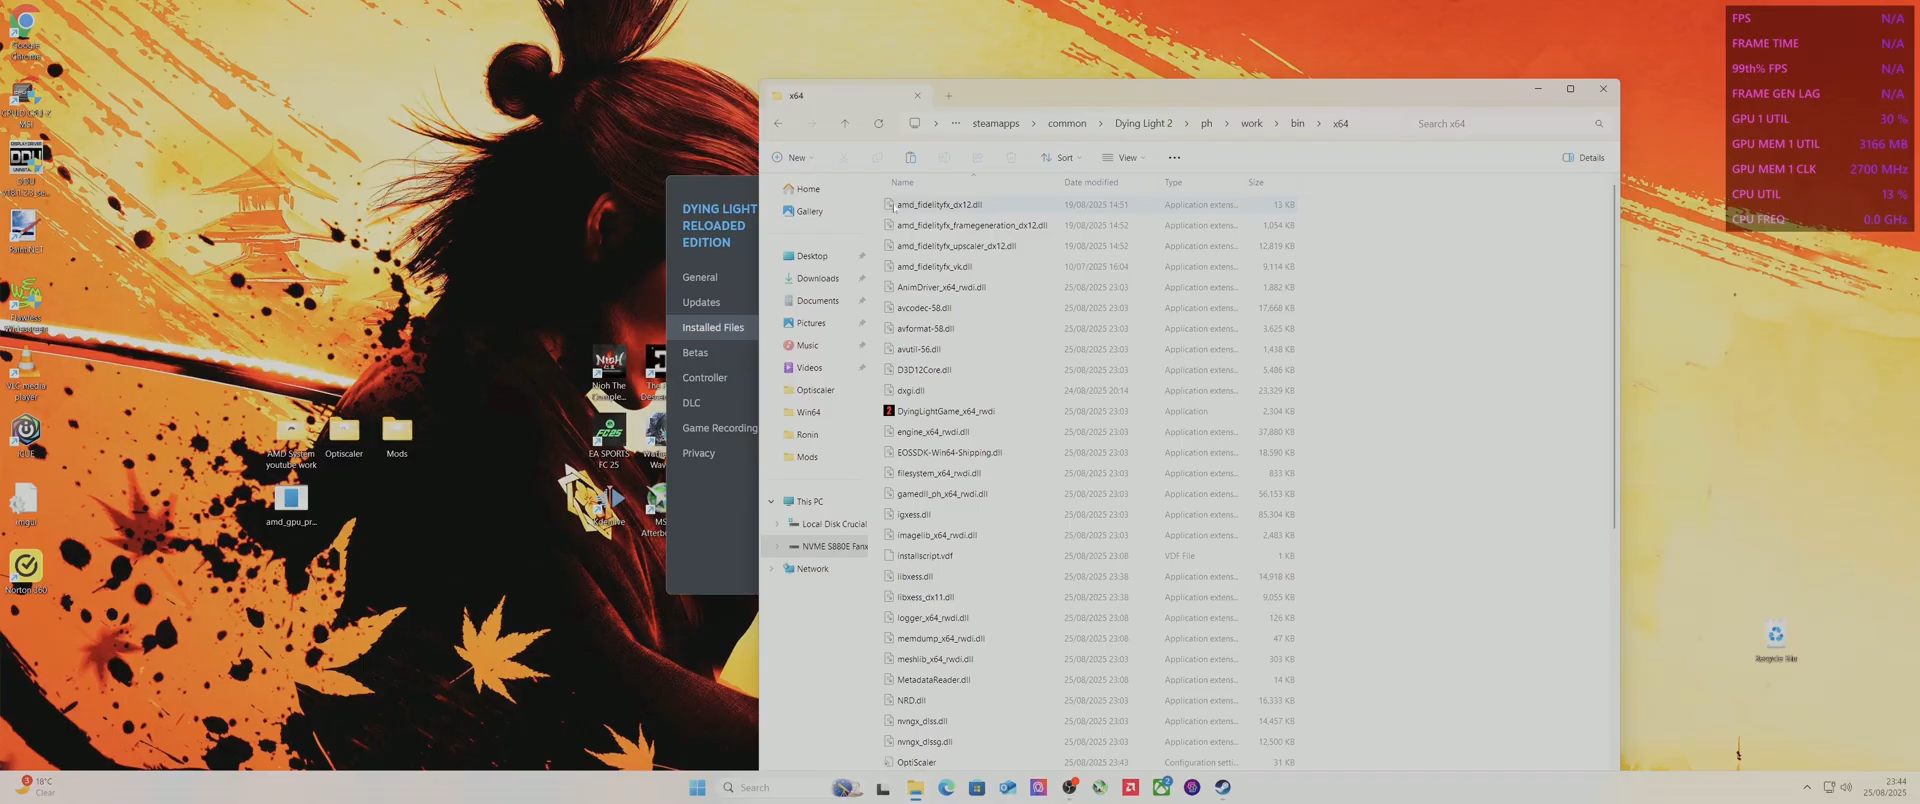 Google
Chrome
CPUID CPU-Z
MSI
DDU
Paint.NET
Flawless
Widescreen
VLC media
player
iCUE
imgui
Norton 360
AMD System
youtube work
Optiscaler
Mods
amd_gpu_pr...
Nioh The
Comple...
EA SPORTS
FC 25
Afterbu
DYING LIGHT
RELOADED
EDITION
General
Updates
Installed Files
Betas
Controller
DLC
Game Recording
Privacy
x64
steamapps
common
Dying Light 2
ph
work
bin
x64
Search x64
New
Sort
View
Details
Home
Gallery
Desktop
Downloads
Documents
Pictures
Music
Videos
Optiscaler
Win64
Ronin
Mods
This PC
Local Disk Crucial
NVME S880E Fanx
Network
Name Date modified Type Size
amd_fidelityfx_dx12.dll 19/08/2025 14:51 Application extens... 13 KB
amd_fidelityfx_framegeneration_dx12.dll 19/08/2025 14:52 Application extens... 1,054 KB
amd_fidelityfx_upscaler_dx12.dll 19/08/2025 14:52 Application extens... 12,819 KB
amd_fidelityfx_vk.dll 10/07/2025 16:04 Application extens... 9,114 KB
AnimDriver_x64_rwdi.dll 25/08/2025 23:03 Application extens... 1,882 KB
avcodec-58.dll 25/08/2025 23:03 Application extens... 17,668 KB
avformat-58.dll 25/08/2025 23:03 Application extens... 3,625 KB
avutil-56.dll 25/08/2025 23:03 Application extens... 1,438 KB
D3D12Core.dll 25/08/2025 23:03 Application extens... 5,486 KB
dxgi.dll 24/08/2025 20:14 Application extens... 23,329 KB
DyingLightGame_x64_rwdi 25/08/2025 23:03 Application 2,304 KB
engine_x64_rwdi.dll 25/08/2025 23:03 Application extens... 37,880 KB
EOSSDK-Win64-Shipping.dll 25/08/2025 23:03 Application extens... 18,590 KB
filesystem_x64_rwdi.dll 25/08/2025 23:03 Application extens... 833 KB
gamedll_ph_x64_rwdi.dll 25/08/2025 23:03 Application extens... 56,153 KB
igxess.dll 25/08/2025 23:03 Application extens... 85,304 KB
imagelib_x64_rwdi.dll 25/08/2025 23:03 Application extens... 2,483 KB
installscript.vdf 25/08/2025 23:08 VDF File 1 KB
libxess.dll 25/08/2025 23:38 Application extens... 14,918 KB
libxess_dx11.dll 25/08/2025 23:38 Application extens... 9,055 KB
logger_x64_rwdi.dll 25/08/2025 23:08 Application extens... 126 KB
memdump_x64_rwdi.dll 25/08/2025 23:08 Application extens... 47 KB
meshlib_x64_rwdi.dll 25/08/2025 23:03 Application extens... 303 KB
MetadataReader.dll 25/08/2025 23:08 Application extens... 14 KB
NRD.dll 25/08/2025 23:03 Application extens... 16,333 KB
nvngx_dlss.dll 25/08/2025 23:03 Application extens... 14,457 KB
nvngx_dlssg.dll 25/08/2025 23:43 Application extens... 12,500 KB
OptiScaler 25/08/2025 23:44 Configuration setti... 31 KB
FPS N/A
FRAME TIME N/A
99th% FPS N/A
FRAME GEN LAG N/A
GPU 1 UTIL 30 %
GPU MEM 1 UTIL 3166 MB
GPU MEM 1 CLK 2700 MHz
CPU UTIL 13 %
CPU FREQ 0.0 GHz
Recycle Bin
3
18°C
Clear
Search
2
23:44
25/08/2025